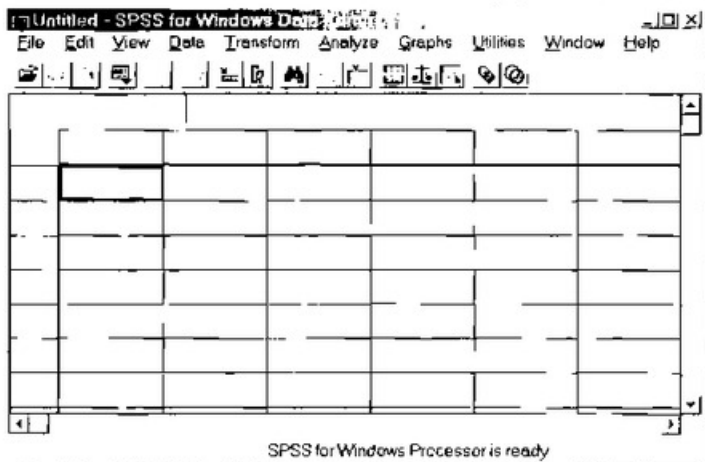 Untitled - SPSS for Windows Data
File Edit View Data Transform Analyze Graphs Utilities Window Help
SPSS for Windows Processor is ready